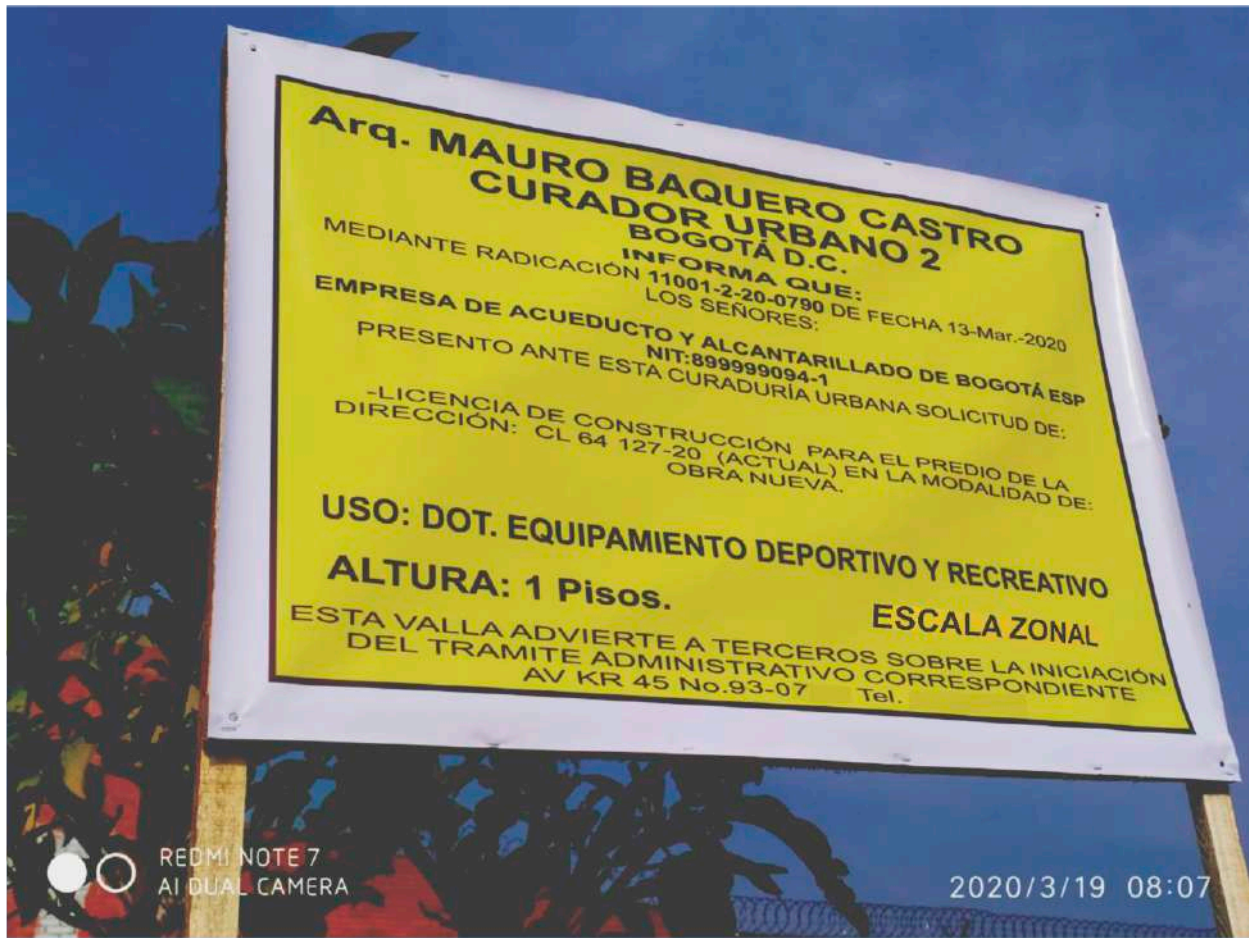 Arq. MAURO BAQUERO CASTRO
CURADOR URBANO 2
BOGOTÁ D.C.
INFORMA QUE:
MEDIANTE RADICACIÓN 11001-2-20-0790 DE FECHA 13-Mar.-2020
LOS SEÑORES:
EMPRESA DE ACUEDUCTO Y ALCANTARILLADO DE BOGOTÁ ESP
NIT:899999094-1
PRESENTO ANTE ESTA CURADURÍA URBANA SOLICITUD DE:
-LICENCIA DE CONSTRUCCIÓN PARA EL PREDIO DE LA
DIRECCIÓN: CL 64 127-20 (ACTUAL) EN LA MODALIDAD DE:
OBRA NUEVA.
USO: DOT. EQUIPAMIENTO DEPORTIVO Y RECREATIVO
ALTURA: 1 Pisos.
ESCALA ZONAL
ESTA VALLA ADVIERTE A TERCEROS SOBRE LA INICIACIÓN
DEL TRAMITE ADMINISTRATIVO CORRESPONDIENTE
AV KR 45 No.93-07 Tel.
REDMI NOTE 7
AI DUAL CAMERA
2020/3/19 08:07